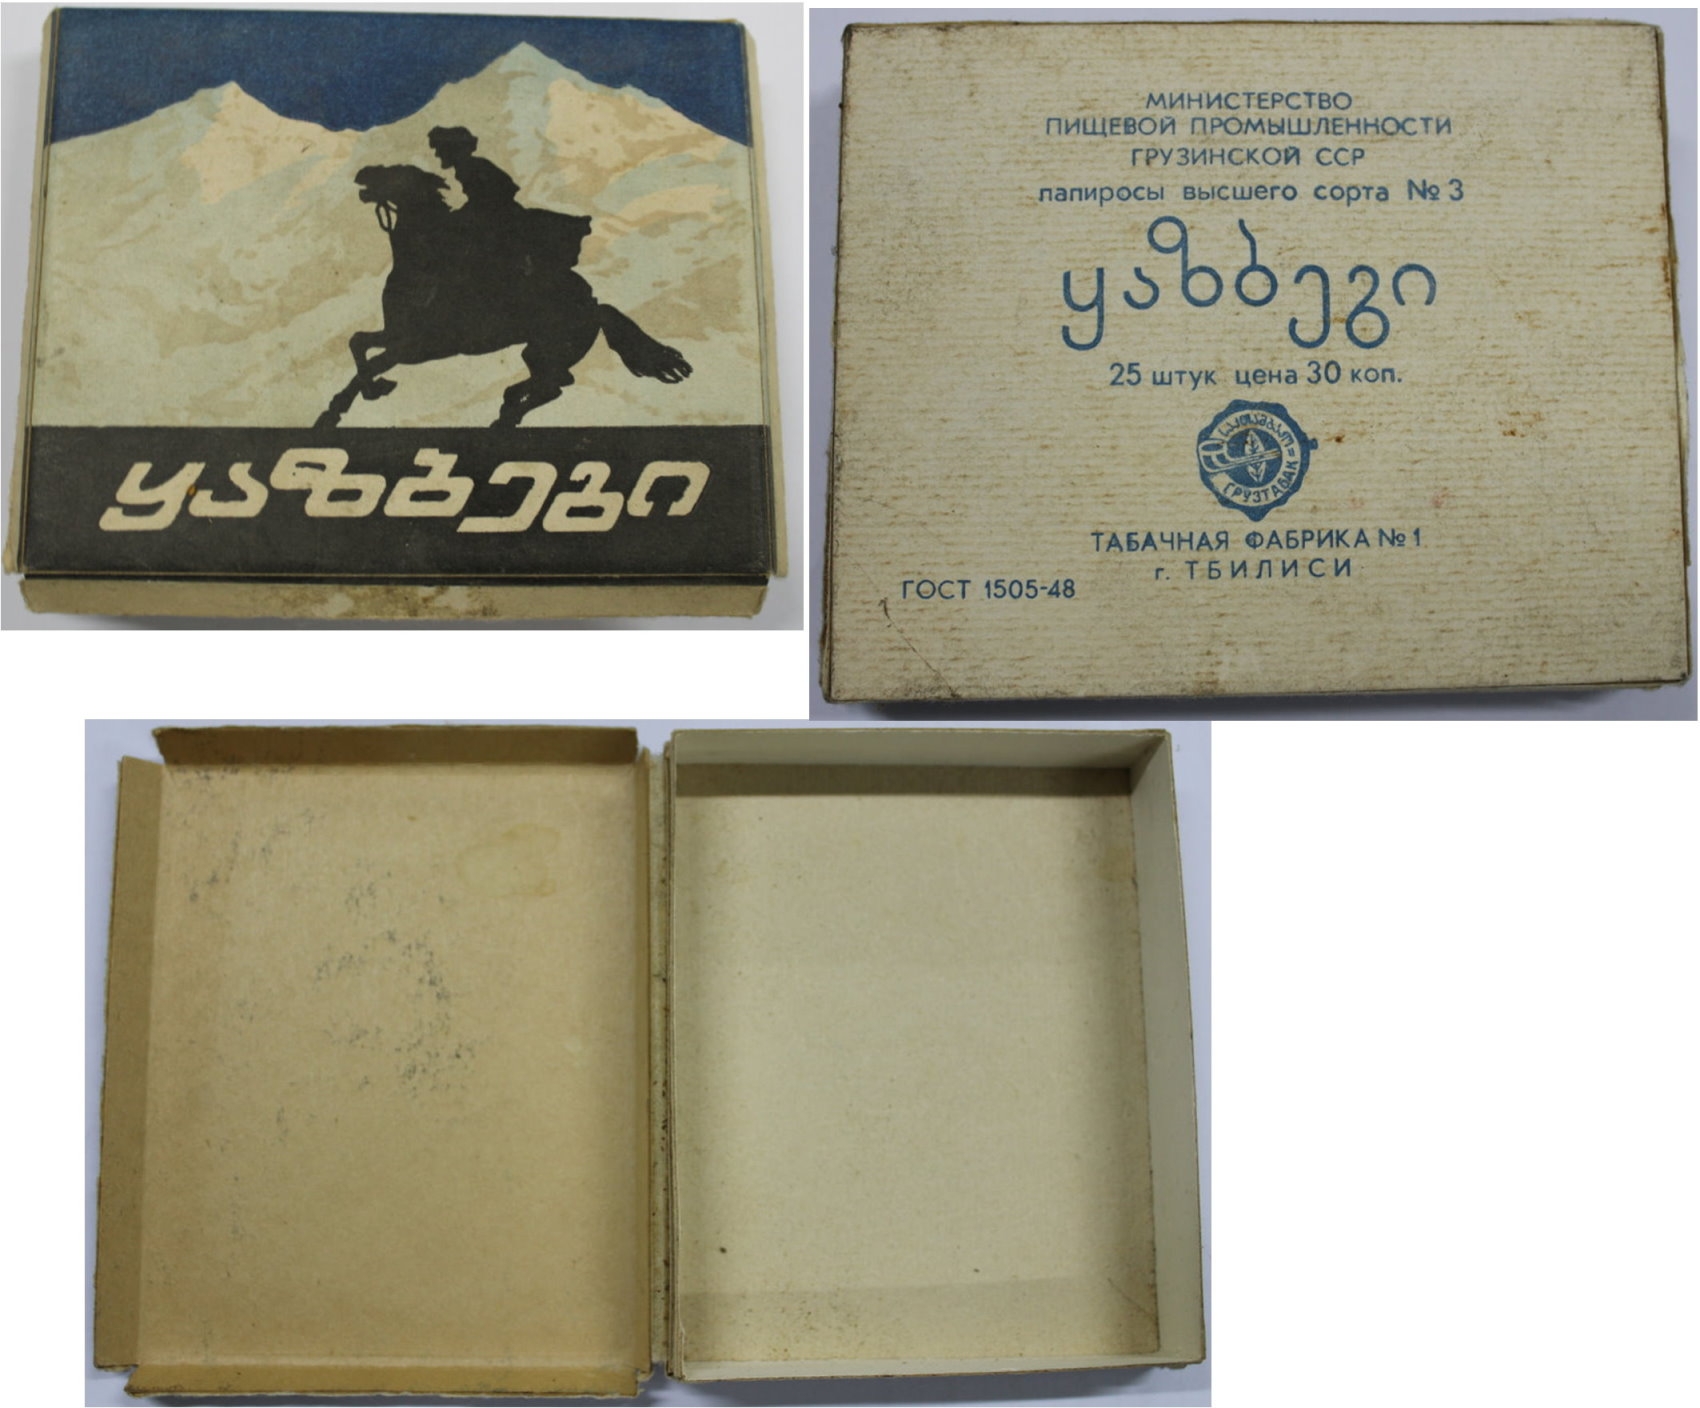 ყაზბეგი
МИНИСТЕРСТВО
ПИЩЕВОЙ ПРОМЫШЛЕННОСТИ
ГРУЗИНСКОЙ ССР
папиросы высшего сорта № 3
ყაზბეგი
25 штук цена 30 коп.
ГРУЗТАБАК
ТАБАЧНАЯ ФАБРИКА № 1
г. ТБИЛИСИ
ГОСТ 1505-48